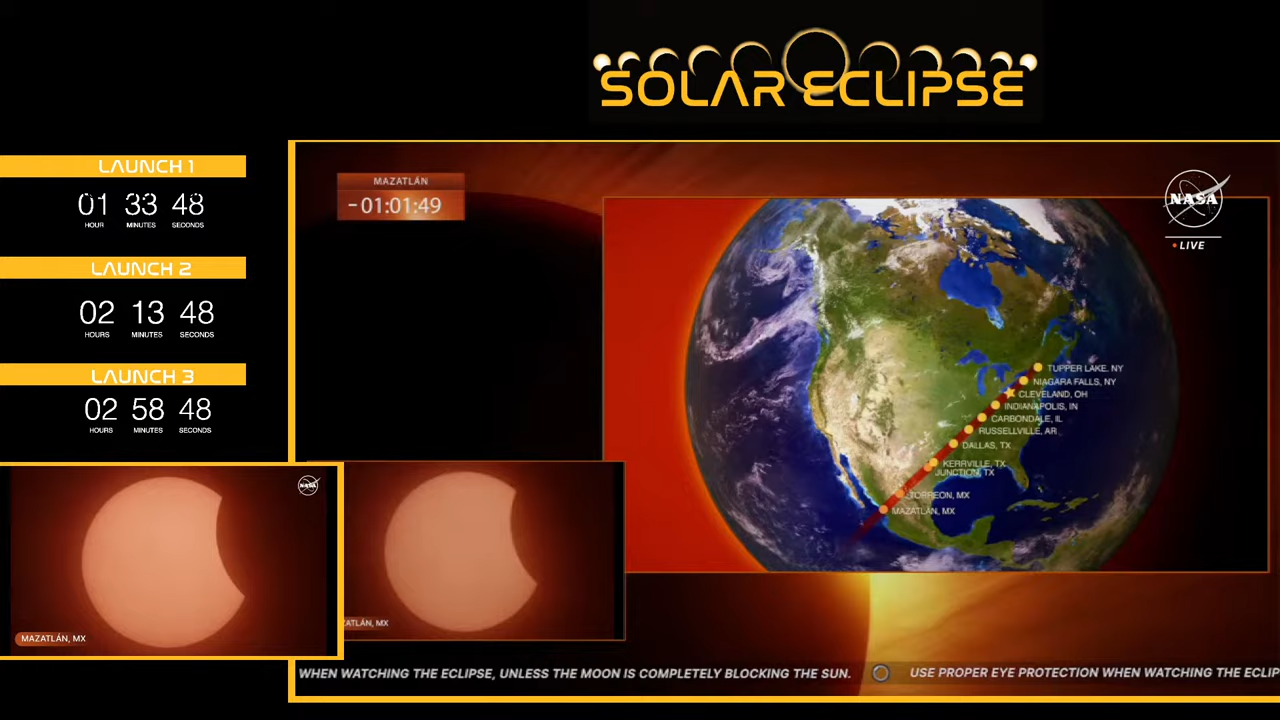 SOLAR ECLIPSE
LAUNCH 1
01 33 48
HOUR MINUTES SECONDS
LAUNCH 2
02 13 48
HOURS MINUTES SECONDS
LAUNCH 3
02 58 48
HOURS MINUTES SECONDS
MAZATLÁN
-01:01:49
NASA
LIVE
TUPPER LAKE, NY
NIAGARA FALLS, NY
CLEVELAND, OH
INDIANAPOLIS, IN
CARBONDALE, IL
RUSSELLVILLE, AR
DALLAS, TX
KERRVILLE, TX
JUNCTION, TX
TORREON, MX
MAZATLAN, MX
NASA
MAZATLÁN, MX
ATLÁN, MX
WHEN WATCHING THE ECLIPSE, UNLESS THE MOON IS COMPLETELY BLOCKING THE SUN. USE PROPER EYE PROTECTION WHEN WATCHING THE ECLIP